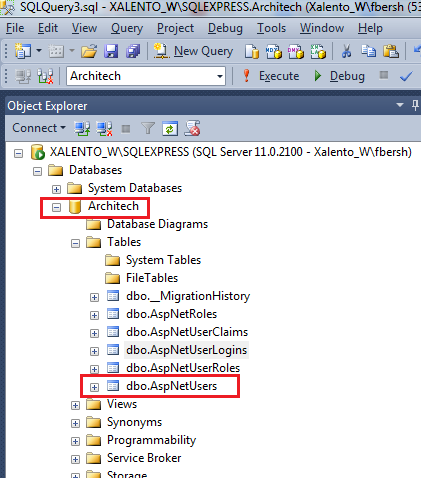 SQLQuery3.sql - XALENTO_W\SQLEXPRESS.Architech (Xalento_W\fbersh (53
File Edit View Query Project Debug Tools Window
New Query
Architech Execute Debug
Object Explorer
Connect
XALENTO_W\SQLEXPRESS (SQL Server 11.0.2100 - Xalento_W\fbersh)
Databases
System Databases
Architech
Database Diagrams
Tables
System Tables
FileTables
dbo.__MigrationHistory
dbo.AspNetRoles
dbo.AspNetUserClaims
dbo.AspNetUserLogins
dbo.AspNetUserRoles
dbo.AspNetUsers
Views
Synonyms
Programmability
Service Broker
Storage